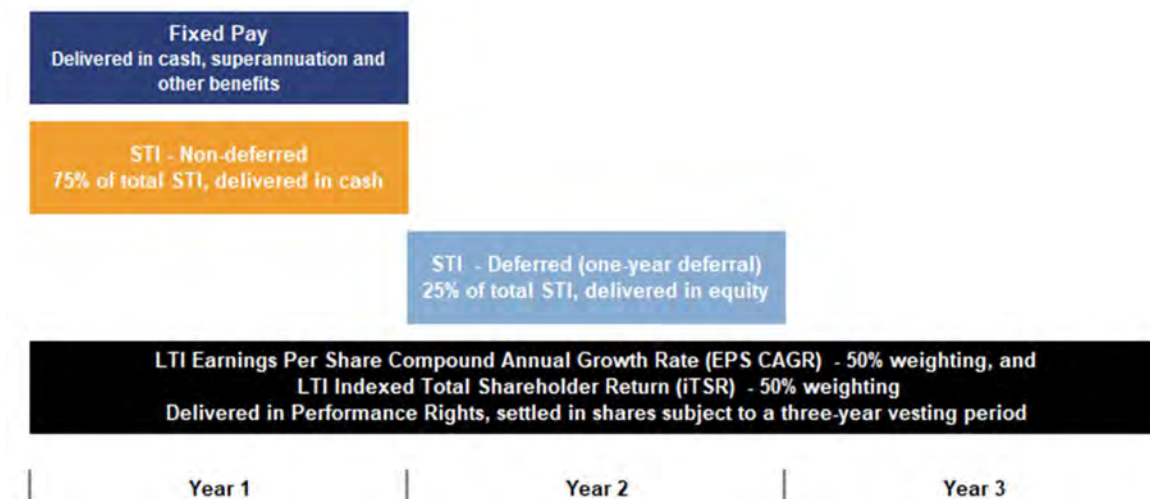 Fixed Pay
Delivered in cash, superannuation and
other benefits
STI - Non-deferred
75% of total STI, delivered in cash
STI - Deferred (one-year deferral)
25% of total STI, delivered in equity
LTI Earnings Per Share Compound Annual Growth Rate (EPS CAGR) - 50% weighting, and
LTI Indexed Total Shareholder Return (iTSR) - 50% weighting
Delivered in Performance Rights, settled in shares subject to a three-year vesting period
Year 1
Year 2
Year 3